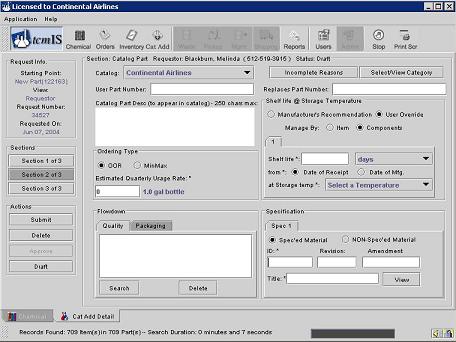 Licensed to Continental Airlines
Application Help
tcmIS Chemical Orders Inventory Cat Add Waste Pickup Mgmt Shipping Reports Users Admin Stop Print Scr
Request Info.
Starting Point:
New Part(122163)
View:
Requestor
Request Number:
34527
Requested On:
Jun 07, 2004
Sections
Section 1 of 3
Section 2 of 3
Section 3 of 3
Actions
Submit
Delete
Approve
Draft
Section: Catalog Part Requestor: Blackburn, Melinda (512-519-3915) Status: Draft
Catalog: Continental Airlines
Incomplete Reasons Select/View Category
User Part Number:
Replaces Part Number:
Catalog Part Desc (to appear in catalog)- 250 chars max:
Shelf life @ Storage Temperature
Manufacturer's Recommendation User Override
Manage By: Item Components
1
Shelf life *: days
from *: Date of Receipt Date of Mfg.
at Storage temp *: Select a Temperature
Ordering Type
OOR MinMax
Estimated Quarterly Usage Rate: *
0 1.0 gal bottle
Flowdown
Quality Packaging
Search Delete
Specification
Spec 1
Spec'ed Material NON-Spec'ed Material
ID: * Revision: Amendment
Title: * View
Chemical Cat Add Detail
Records Found: 709 Item(s) in 709 Part(s) -- Search Duration: 0 minutes and 7 seconds